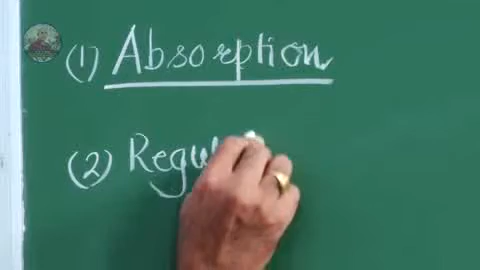 (1) Absorption
(2) Regul